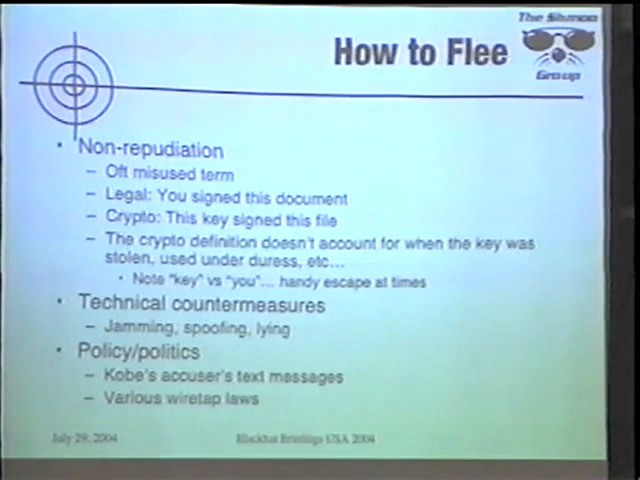 The Shmoo
Group
How to Flee
• Non-repudiation
– Oft misused term
– Legal: You signed this document
– Crypto: This key signed this file
– The crypto definition doesn't account for when the key was
stolen, used under duress, etc…
• Note "key" vs "you"… handy escape at times
• Technical countermeasures
– Jamming, spoofing, lying
• Policy/politics
– Kobe's accuser's text messages
– Various wiretap laws
July 29, 2004
Blackhat Briefings USA 2004